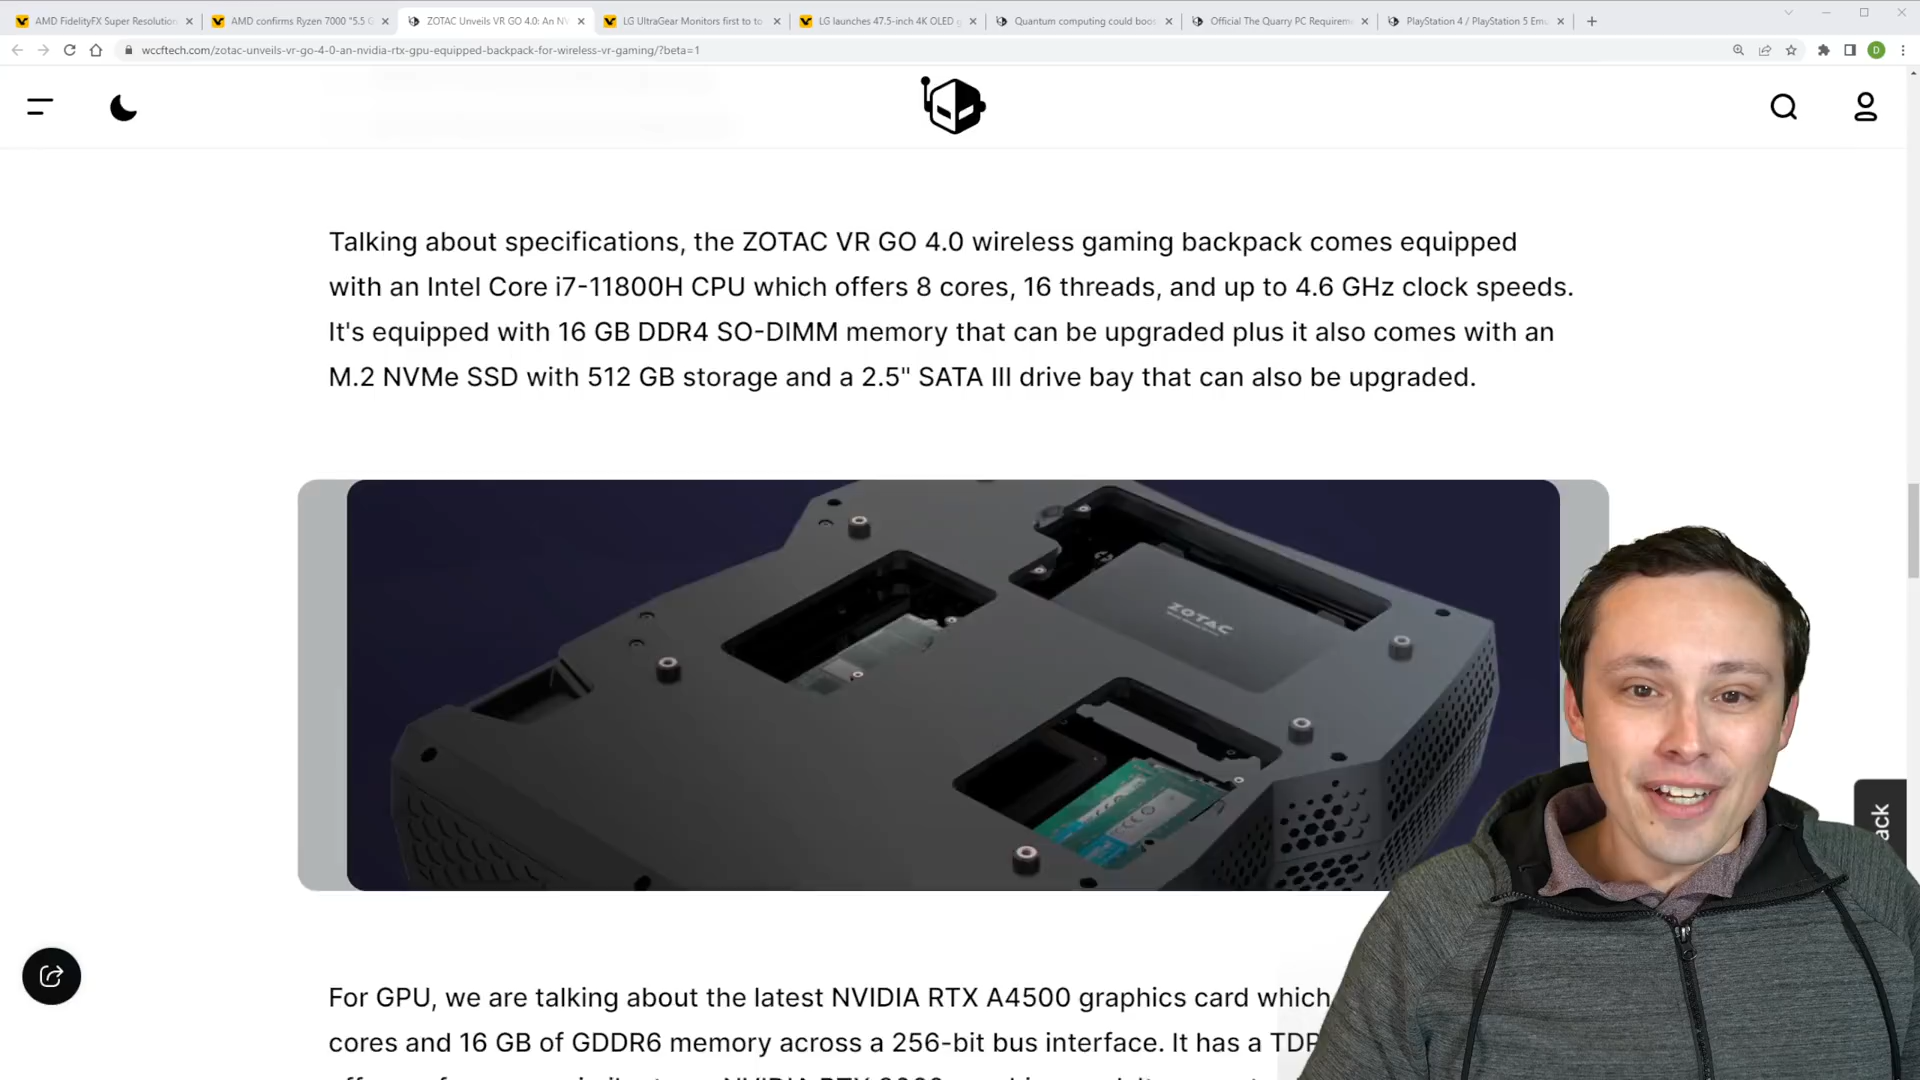 AMD FidelityFX Super Resolution
AMD confirms Ryzen 7000 "5.5 G
ZOTAC Unveils VR GO 4.0: An NV
LG UltraGear Monitors first to to
LG launches 47.5-inch 4K OLED g
Quantum computing could boos
Official The Quarry PC Requirem
PlayStation 4 / PlayStation 5 Emu
wccftech.com/zotac-unveils-vr-go-4-0-an-nvidia-rtx-gpu-equipped-backpack-for-wireless-vr-gaming/?beta=1
D
Talking about specifications, the ZOTAC VR GO 4.0 wireless gaming backpack comes equipped
with an Intel Core i7-11800H CPU which offers 8 cores, 16 threads, and up to 4.6 GHz clock speeds.
It's equipped with 16 GB DDR4 SO-DIMM memory that can be upgraded plus it also comes with an
M.2 NVMe SSD with 512 GB storage and a 2.5" SATA III drive bay that can also be upgraded.
ZOTAC
ack
For GPU, we are talking about the latest NVIDIA RTX A4500 graphics card which
cores and 16 GB of GDDR6 memory across a 256-bit bus interface. It has a TDP